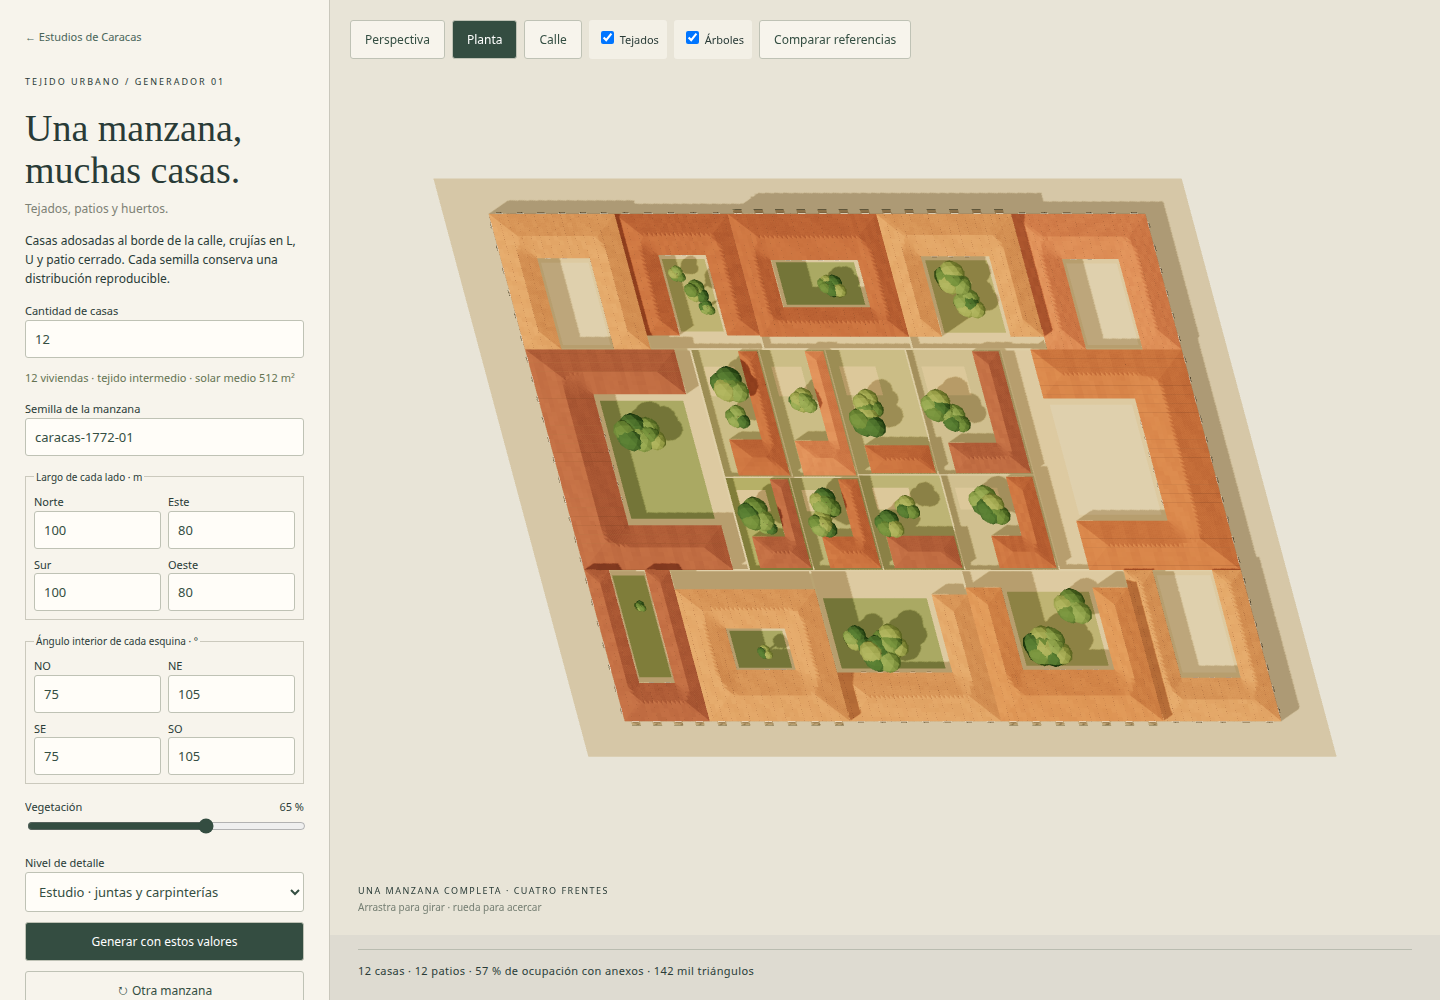 ← Estudios de Caracas
TEJIDO URBANO / GENERADOR 01
Una manzana,
muchas casas.
Tejados, patios y huertos.
Casas adosadas al borde de la calle, crujías en L,
U y patio cerrado. Cada semilla conserva una
distribución reproducible.
Cantidad de casas
12
12 viviendas · tejido intermedio · solar medio 512 m²
Semilla de la manzana
caracas-1772-01
Largo de cada lado · m
Norte Este
100 80
Sur Oeste
100 80
Ángulo interior de cada esquina · °
NO NE
75 105
SE SO
75 105
Vegetación 65 %
Nivel de detalle
Estudio · juntas y carpinterías
Generar con estos valores
↻ Otra manzana
Perspectiva Planta Calle Tejados Árboles Comparar referencias
UNA MANZANA COMPLETA · CUATRO FRENTES
Arrastra para girar · rueda para acercar
12 casas · 12 patios · 57 % de ocupación con anexos · 142 mil triángulos